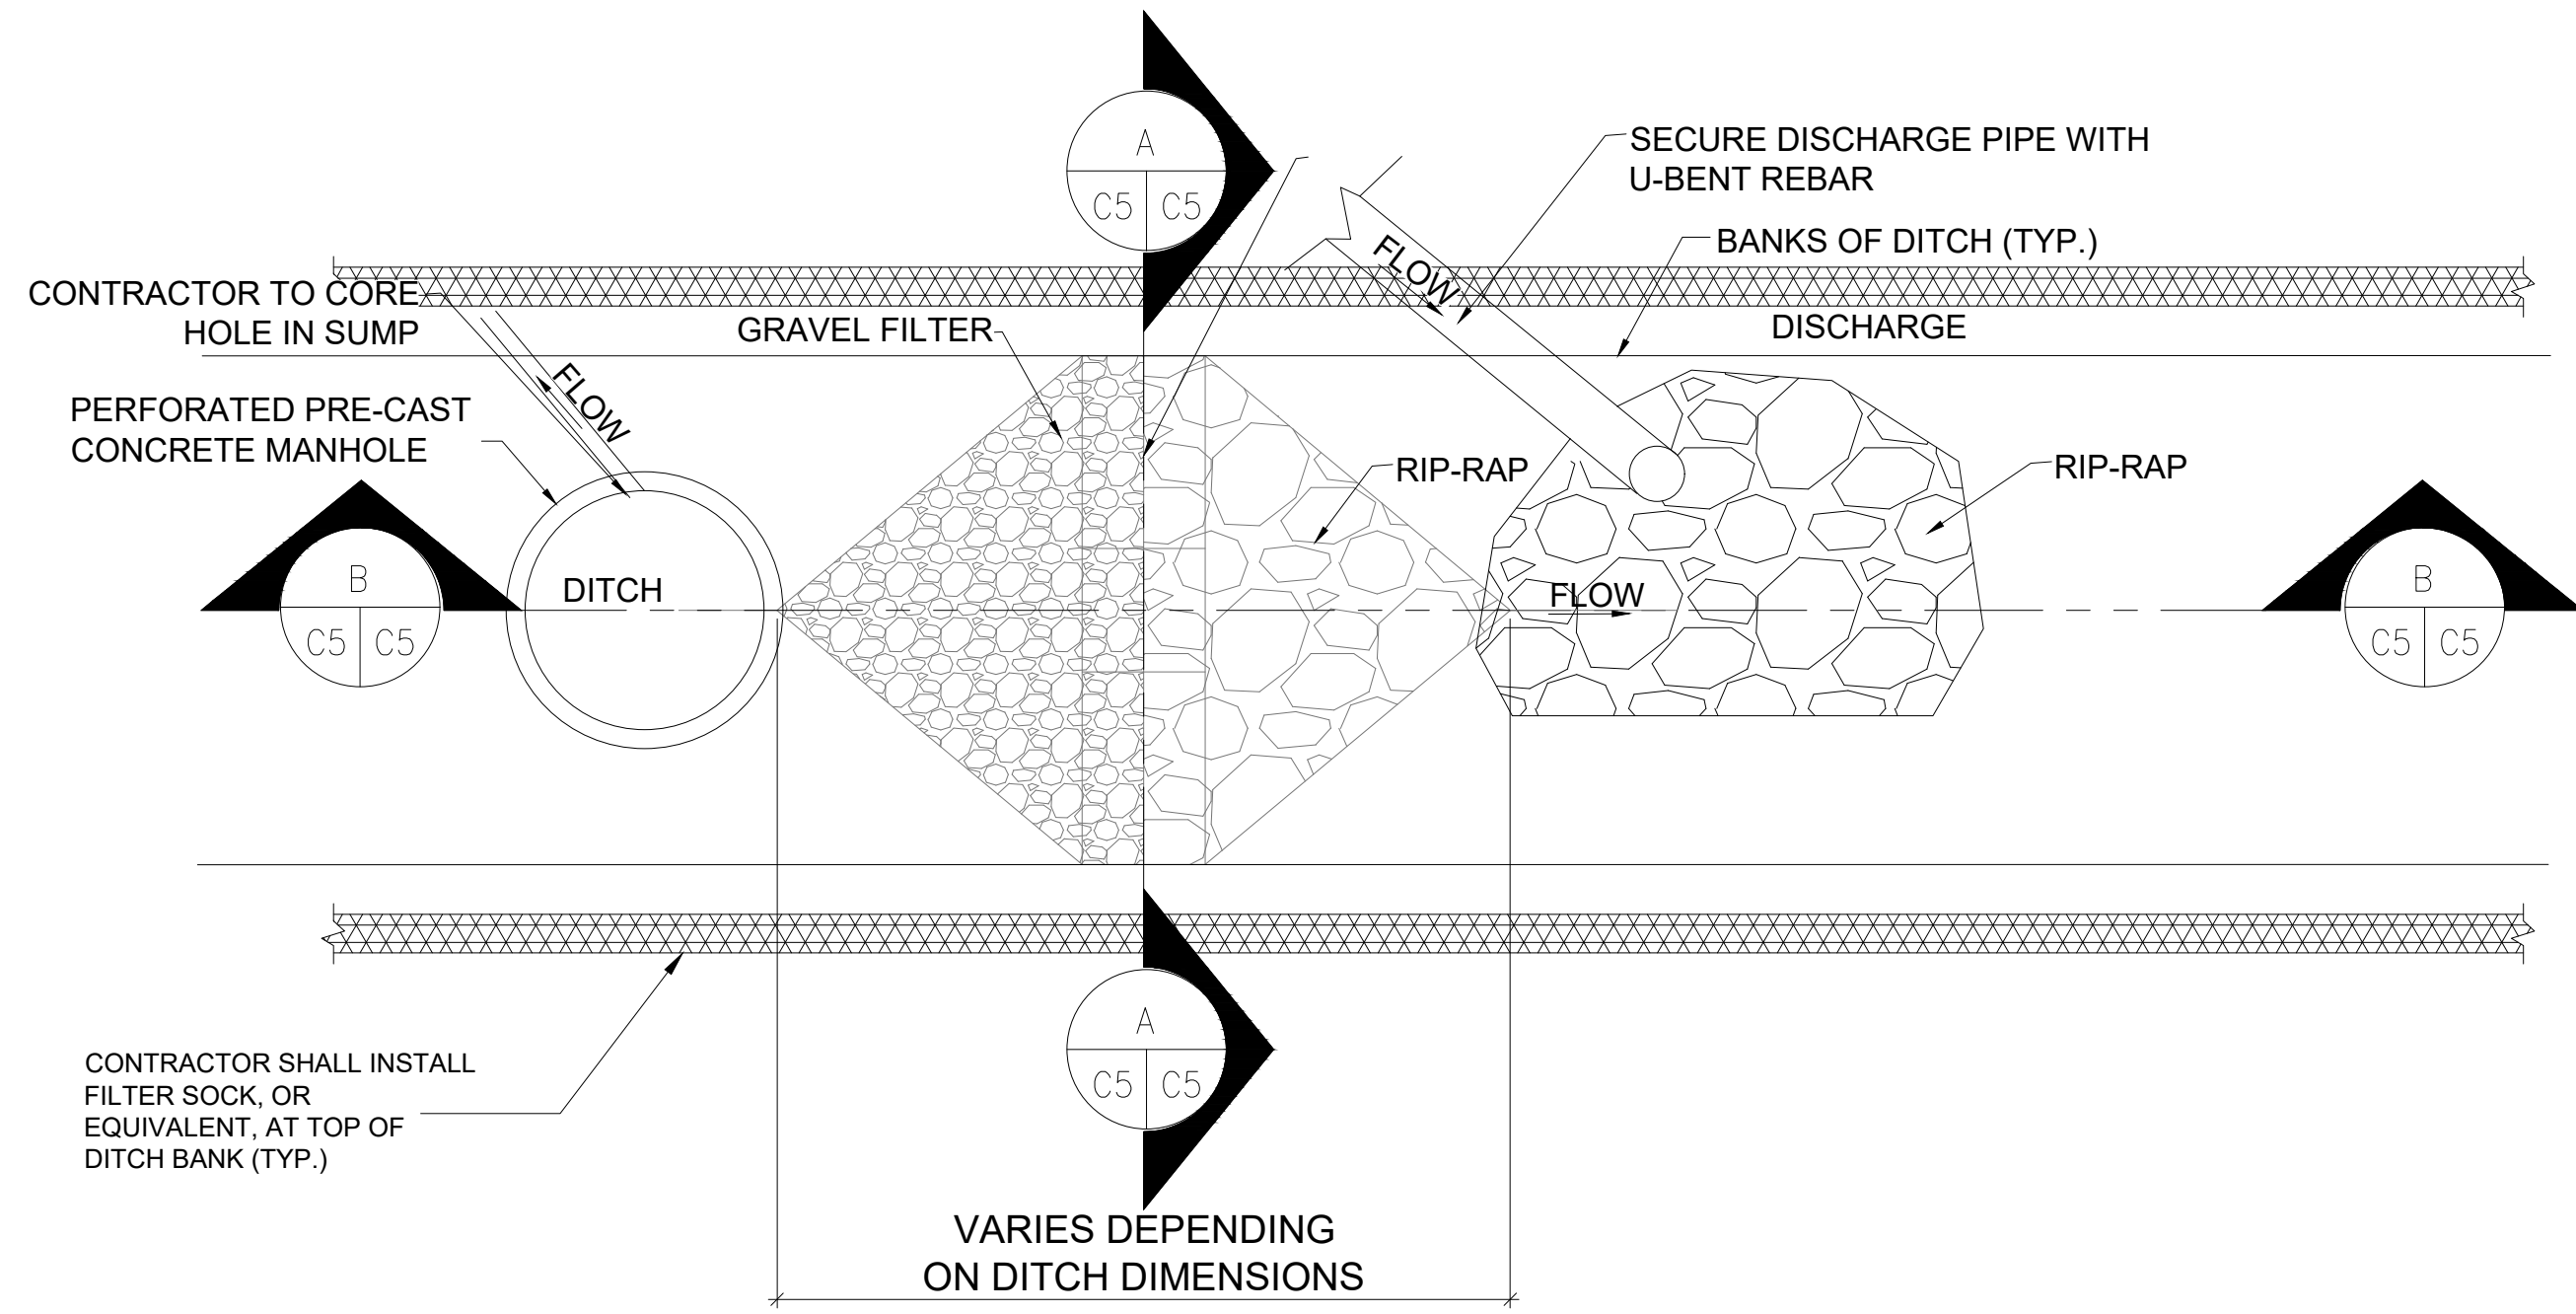 A
C5 C5
SECURE DISCHARGE PIPE WITH
U-BENT REBAR
BANKS OF DITCH (TYP.)
FLOW
CONTRACTOR TO CORE
HOLE IN SUMP
GRAVEL FILTER
DISCHARGE
FLOW
PERFORATED PRE-CAST
CONCRETE MANHOLE
RIP-RAP
RIP-RAP
B
C5 C5
DITCH
FLOW
B
C5 C5
CONTRACTOR SHALL INSTALL
FILTER SOCK, OR
EQUIVALENT, AT TOP OF
DITCH BANK (TYP.)
A
C5 C5
VARIES DEPENDING
ON DITCH DIMENSIONS